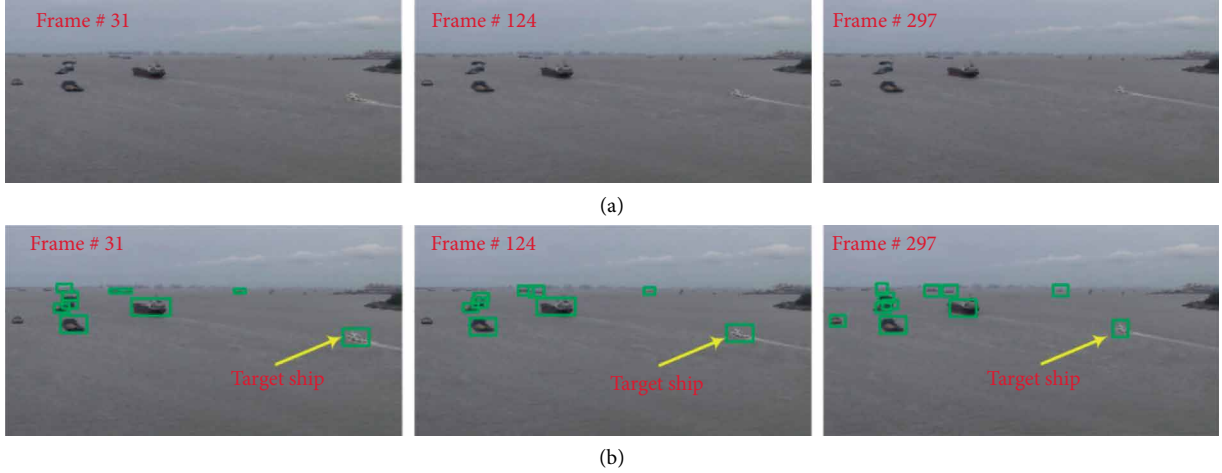 Frame # 31
Frame # 124
Frame # 297
(a)
Frame # 31
Frame # 124
Frame # 297
Target ship
Target ship
Target ship
(b)